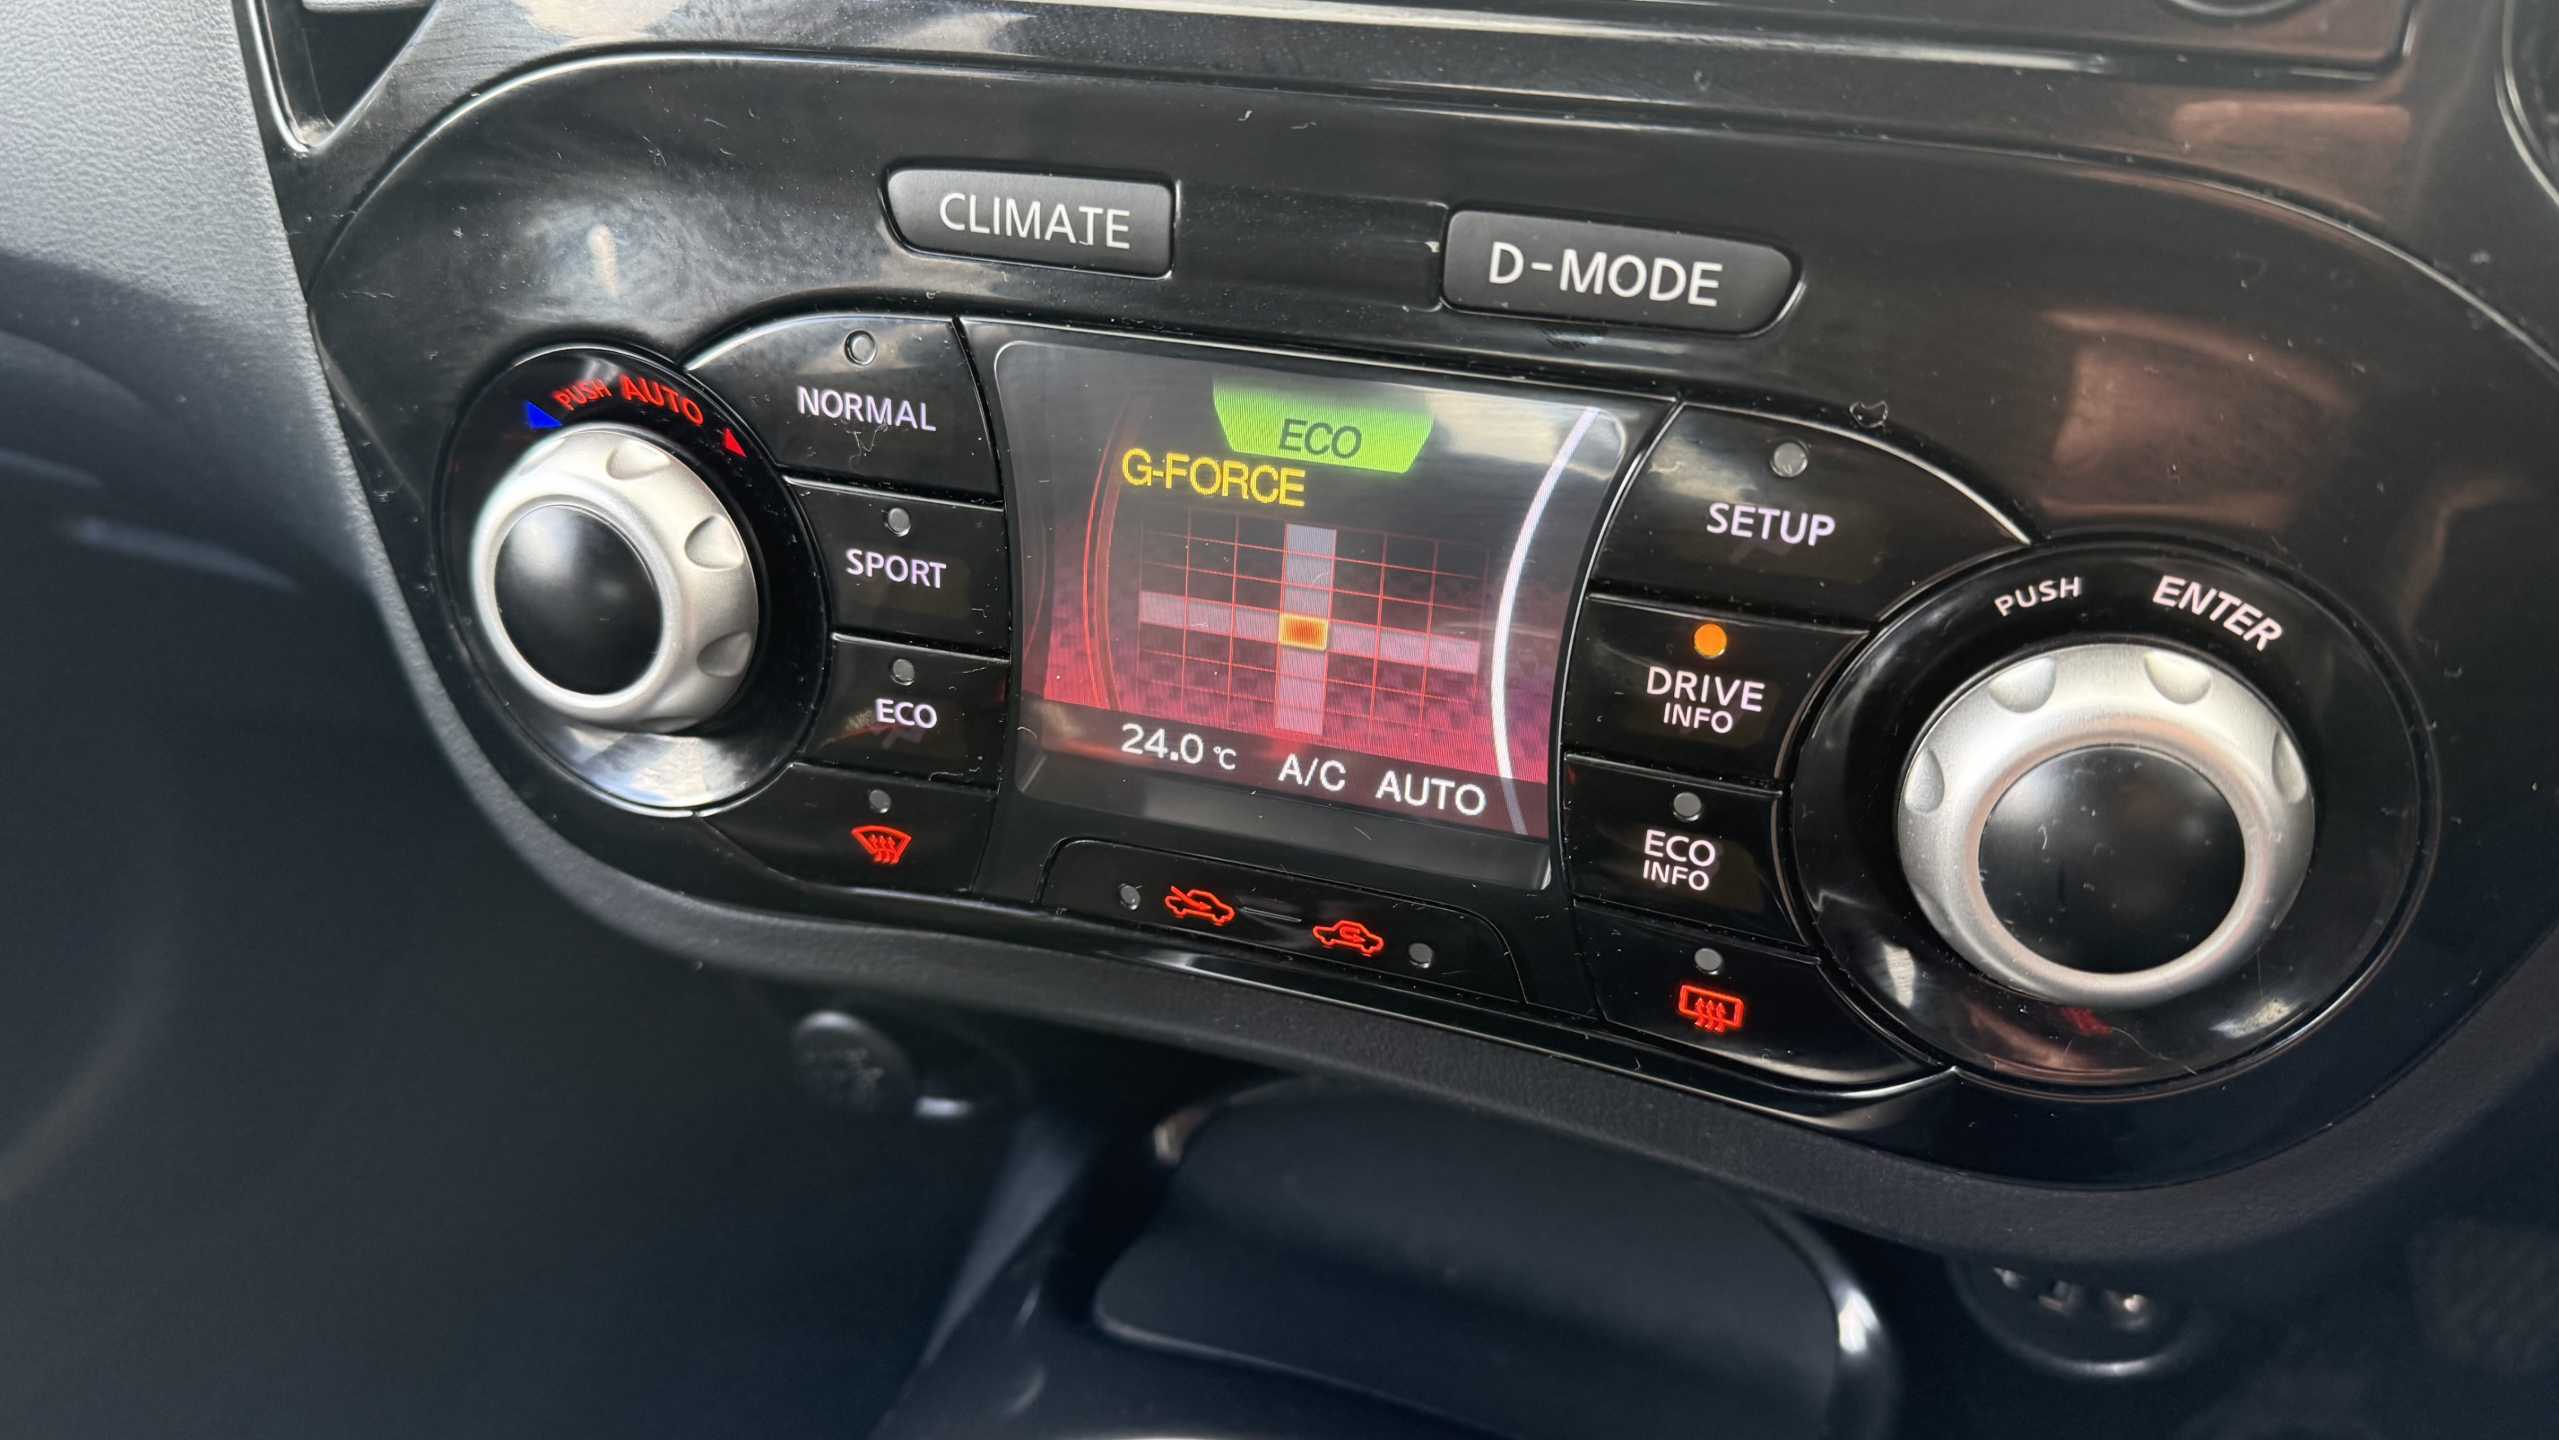 CLIMATE
D-MODE
PUSH AUTO
NORMAL
SPORT
ECO
ECO
G-FORCE
24.0 °C A/C AUTO
SETUP
DRIVE
INFO
ECO
INFO
PUSH ENTER